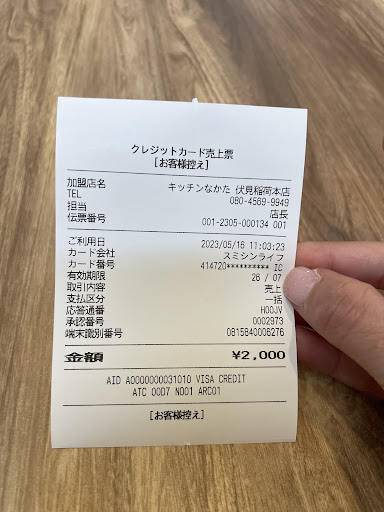 クレジットカード売上票
[お客様控え]
加盟店名 キッチンなかた 伏見稲荷本店
TEL 080-4569-9949
担当 店長
伝票番号 001-2305-000134 001
ご利用日 2023/05/16 11:03:23
カード会社 スミシンライフ
カード番号 414720********** IC
有効期限 26 / 07
取引内容 売上
支払区分 一括
応答通番 H00JV
承認番号 0002973
端末識別番号 0815840006276
金額 ¥2,000
AID A0000000031010 VISA CREDIT
ATC 00D7 N001 ARC01
[お客様控え]